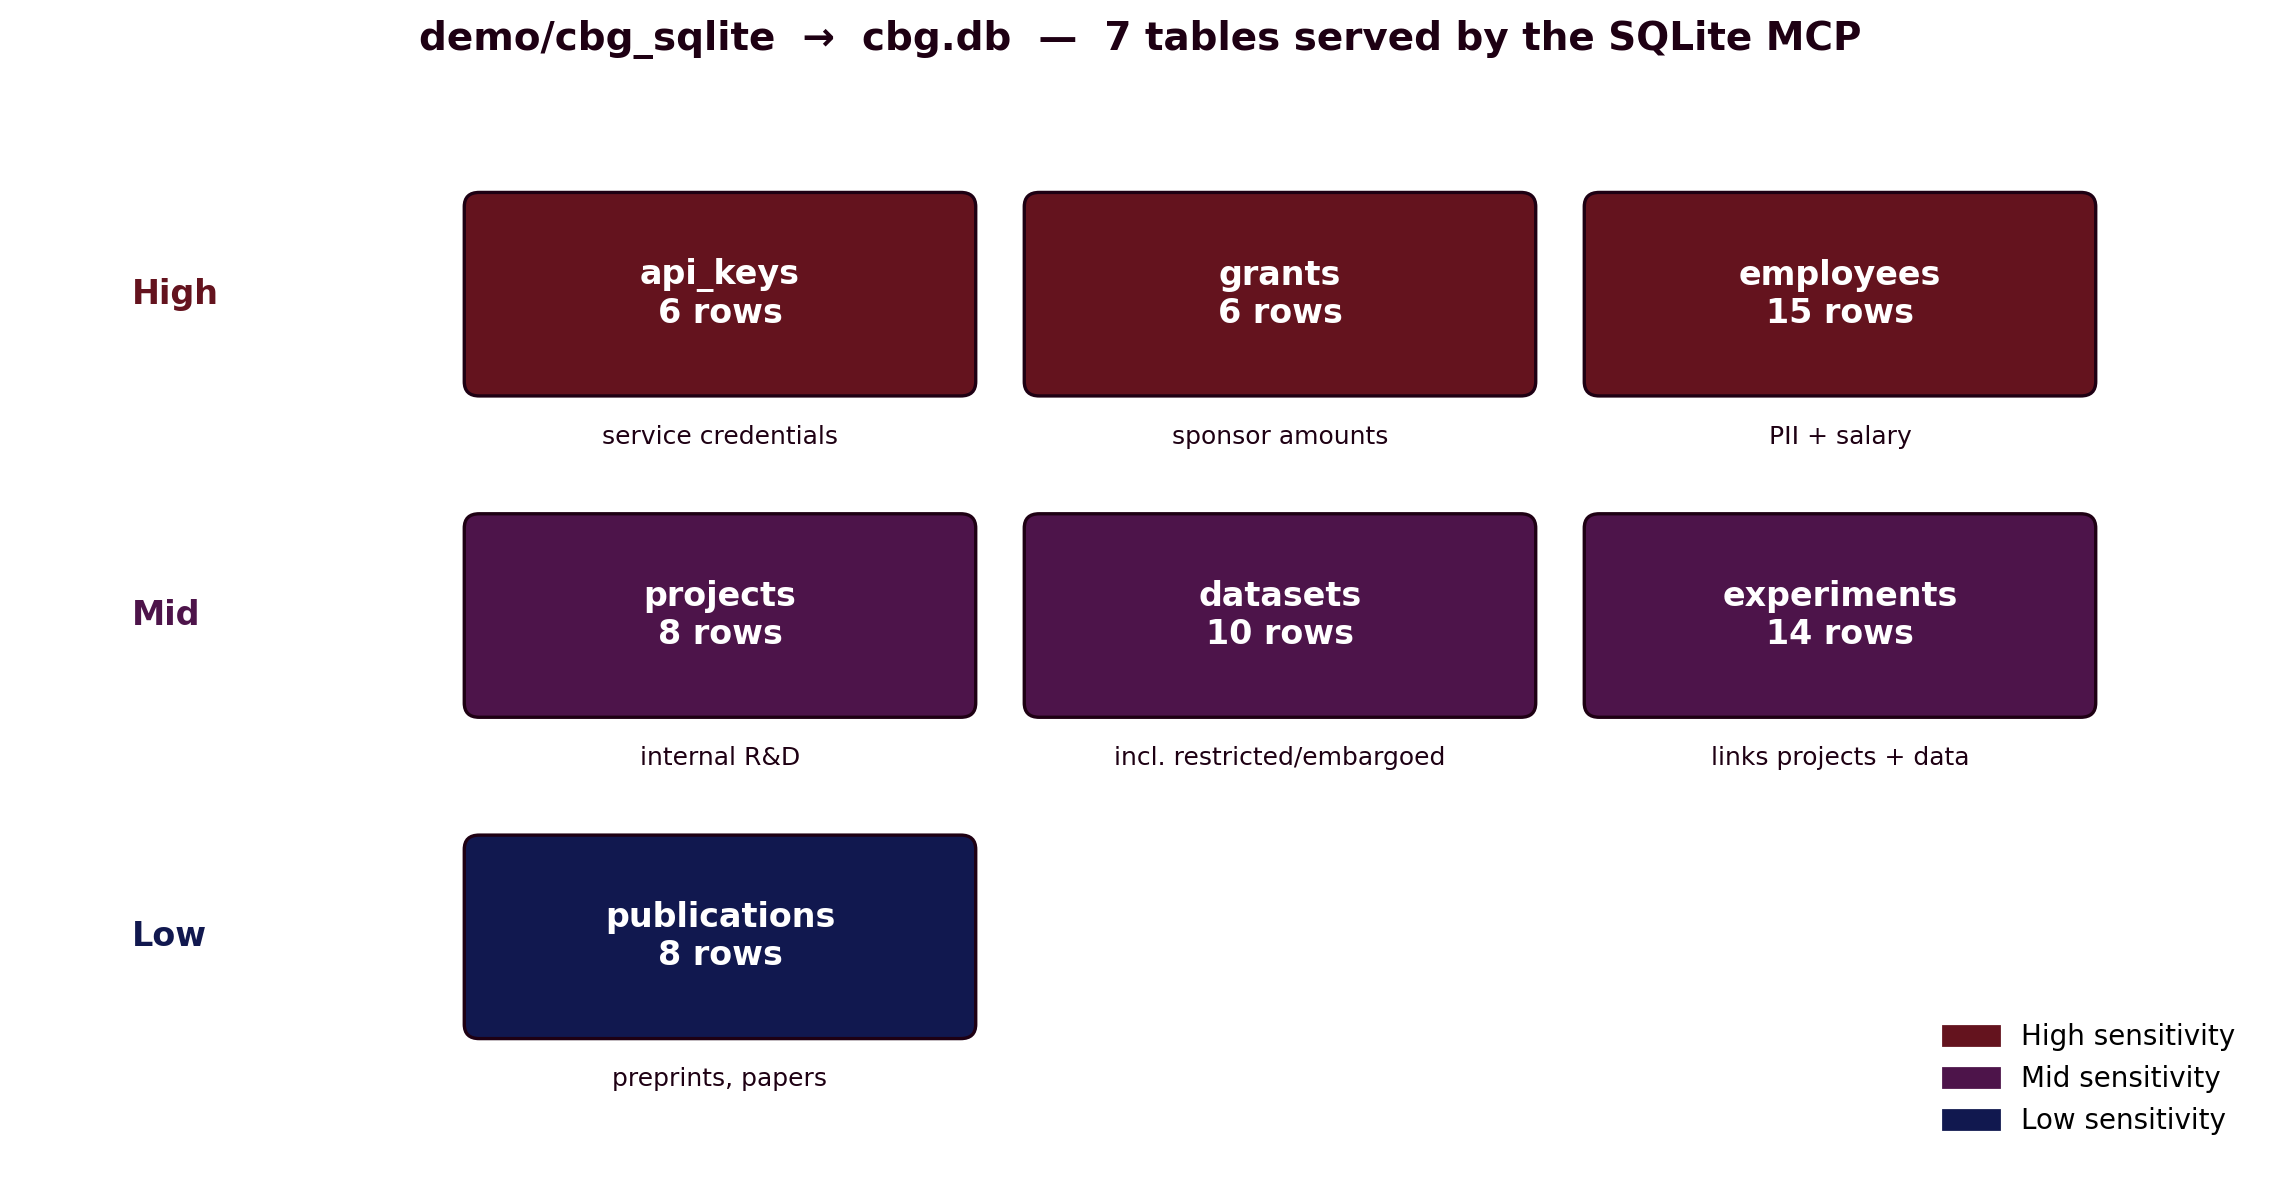 demo/cbg_sqlite → cbg.db — 7 tables served by the SQLite MCP
High
api_keys
6 rows
service credentials
grants
6 rows
sponsor amounts
employees
15 rows
PII + salary
Mid
projects
8 rows
internal R&D
datasets
10 rows
incl. restricted/embargoed
experiments
14 rows
links projects + data
Low
publications
8 rows
preprints, papers
High sensitivity
Mid sensitivity
Low sensitivity